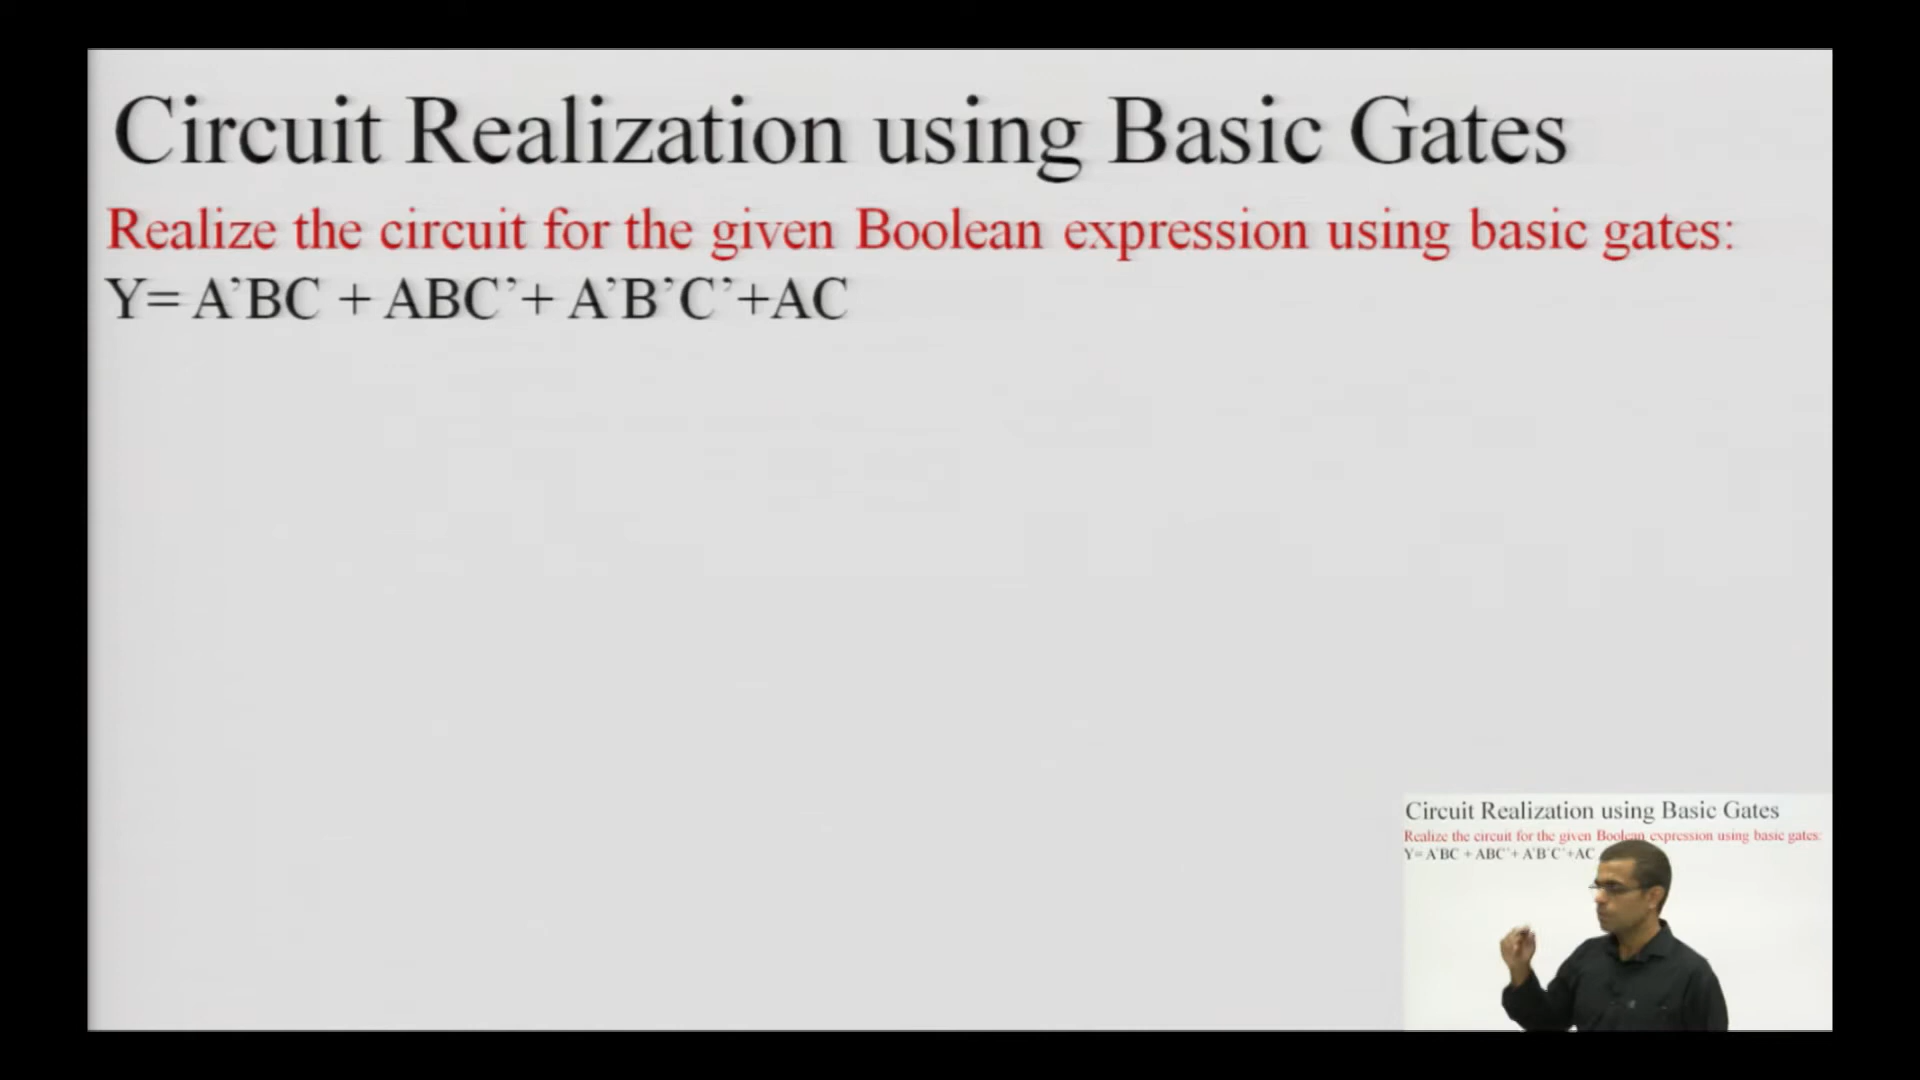 Circuit Realization using Basic Gates
Realize the circuit for the given Boolean expression using basic gates:
Y= A’BC + ABC’+ A’B’C’+AC
Circuit Realization using Basic Gates
Realize the circuit for the given Boolean expression using basic gates:
Y= A’BC + ABC’+ A’B’C’+AC